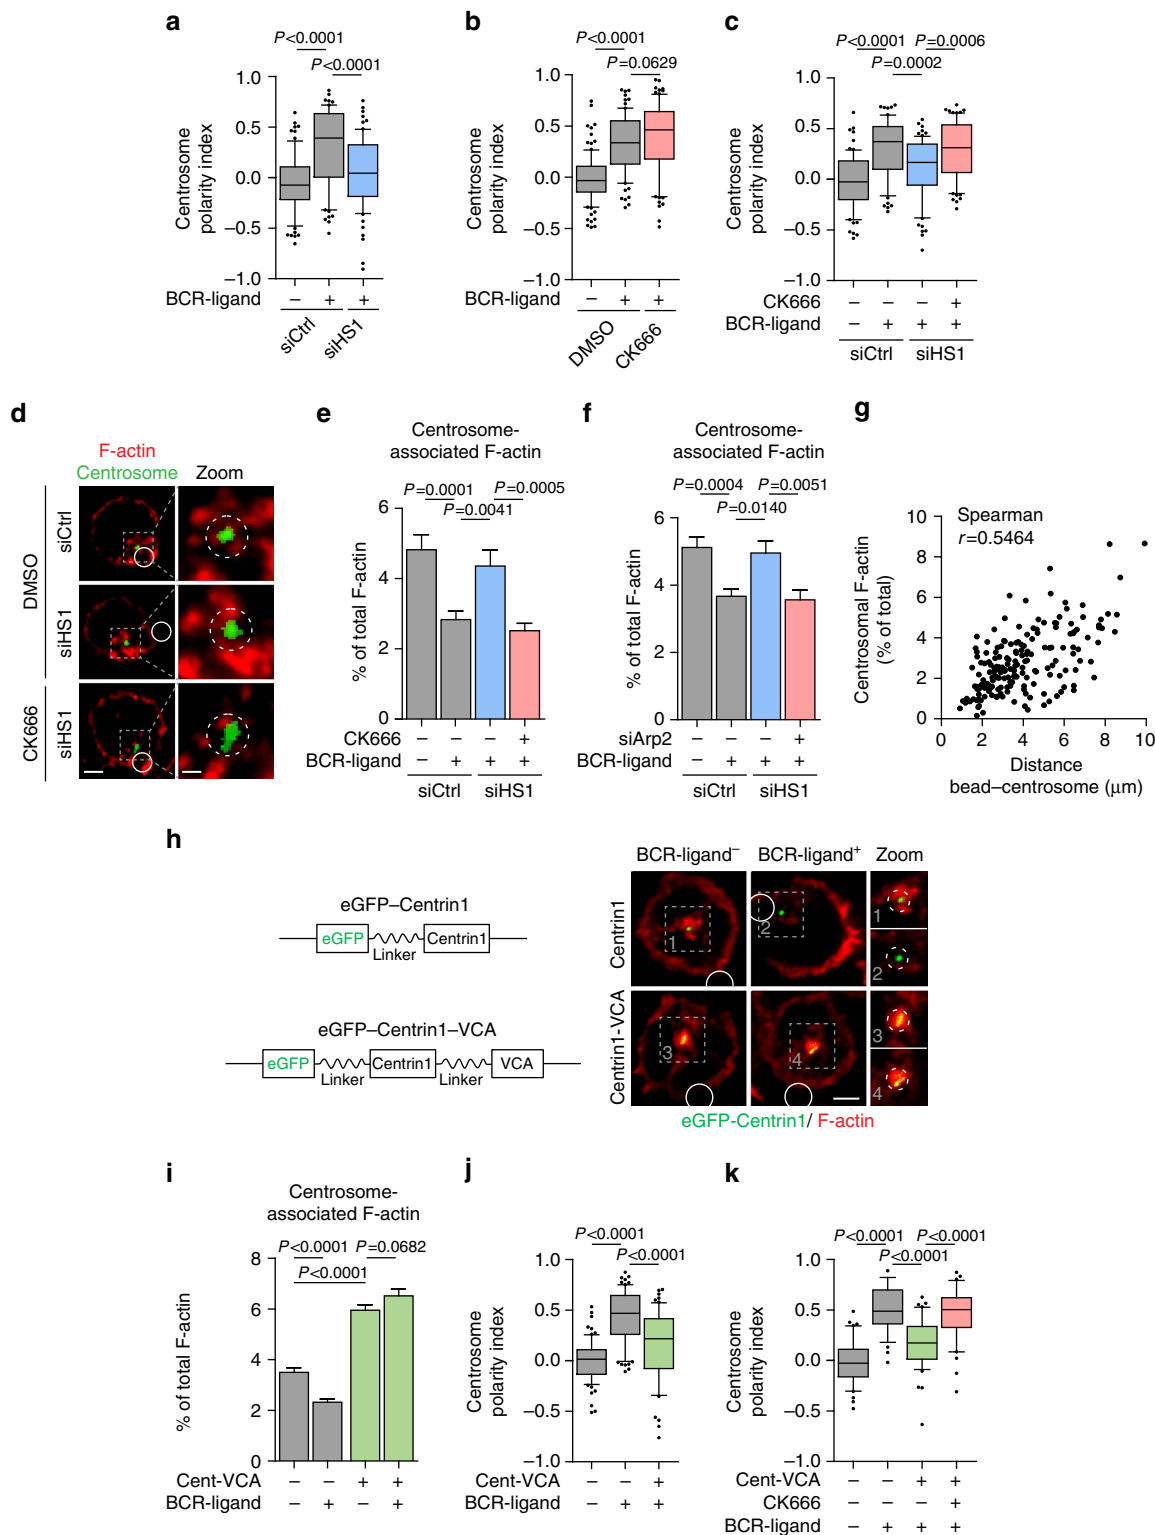 a
P<0.0001
P<0.0001
Centrosome
polarity index
1.0
0.5
0.0
–0.5
–1.0
BCR-ligand – + +
siCtrl siHS1
b
P<0.0001
P=0.0629
Centrosome
polarity index
1.0
0.5
0.0
–0.5
–1.0
BCR-ligand – + +
DMSO CK666
c
P<0.0001 P=0.0006
P=0.0002
Centrosome
polarity index
1.0
0.5
0.0
–0.5
–1.0
CK666 – – – +
BCR-ligand – + + +
siCtrl siHS1
d
F-actin
Centrosome Zoom
DMSO
siCtrl
siHS1
CK666
siHS1
e
Centrosome-
associated F-actin
P=0.0001 P=0.0005
P=0.0041
% of total F-actin
6
4
2
0
CK666 – – – +
BCR-ligand – + + +
siCtrl siHS1
f
Centrosome-
associated F-actin
P=0.0004 P=0.0051
P=0.0140
% of total F-actin
6
4
2
0
siArp2 – – – +
BCR-ligand – + + +
siCtrl siHS1
g
Spearman
r=0.5464
Centrosomal F-actin
(% of total)
10
8
6
4
2
0
0 2 4 6 8 10
Distance
bead–centrosome (μm)
h
eGFP–Centrin1
eGFP Centrin1
Linker
eGFP–Centrin1–VCA
eGFP Centrin1 VCA
Linker Linker
BCR-ligand⁻ BCR-ligand⁺ Zoom
Centrin1
1 2 1
2
Centrin1-VCA
3 4 3
4
eGFP-Centrin1/ F-actin
i
Centrosome-
associated F-actin
P<0.0001 P=0.0682
P<0.0001
% of total F-actin
8
6
4
2
0
Cent-VCA – – + +
BCR-ligand – + – +
j
P<0.0001
P<0.0001
Centrosome
polarity index
1.0
0.5
0.0
–0.5
–1.0
Cent-VCA – – +
BCR-ligand – + +
k
P<0.0001 P<0.0001
P<0.0001
Centrosome
polarity index
1.0
0.5
0.0
–0.5
–1.0
Cent-VCA – – + +
CK666 – – – +
BCR-ligand – + + +